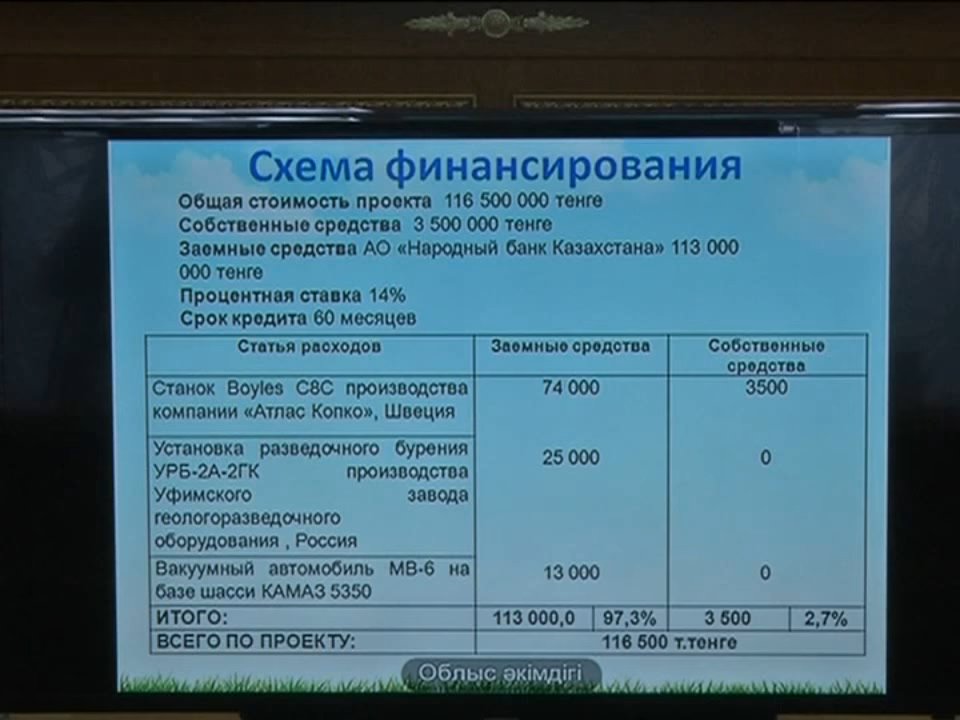 Схема финансирования
Общая стоимость проекта 116 500 000 тенге
Собственные средства 3 500 000 тенге
Заемные средства АО «Народный банк Казахстана» 113 000
000 тенге
Процентная ставка 14%
Срок кредита 60 месяцев
Статья расходов Заемные средства Собственные
средства
Станок Boyles C8C производства 74 000 3500
компании «Атлас Копко», Швеция
Установка разведочного бурения 25 000 0
УРБ-2А-2ГК производства
Уфимского завода
геологоразведочного
оборудования , Россия
Вакуумный автомобиль МВ-6 на 13 000 0
базе шасси КАМАЗ 5350
ИТОГО: 113 000,0 97,3% 3 500 2,7%
ВСЕГО ПО ПРОЕКТУ: 116 500 т.тенге
Облыс әкімдігі